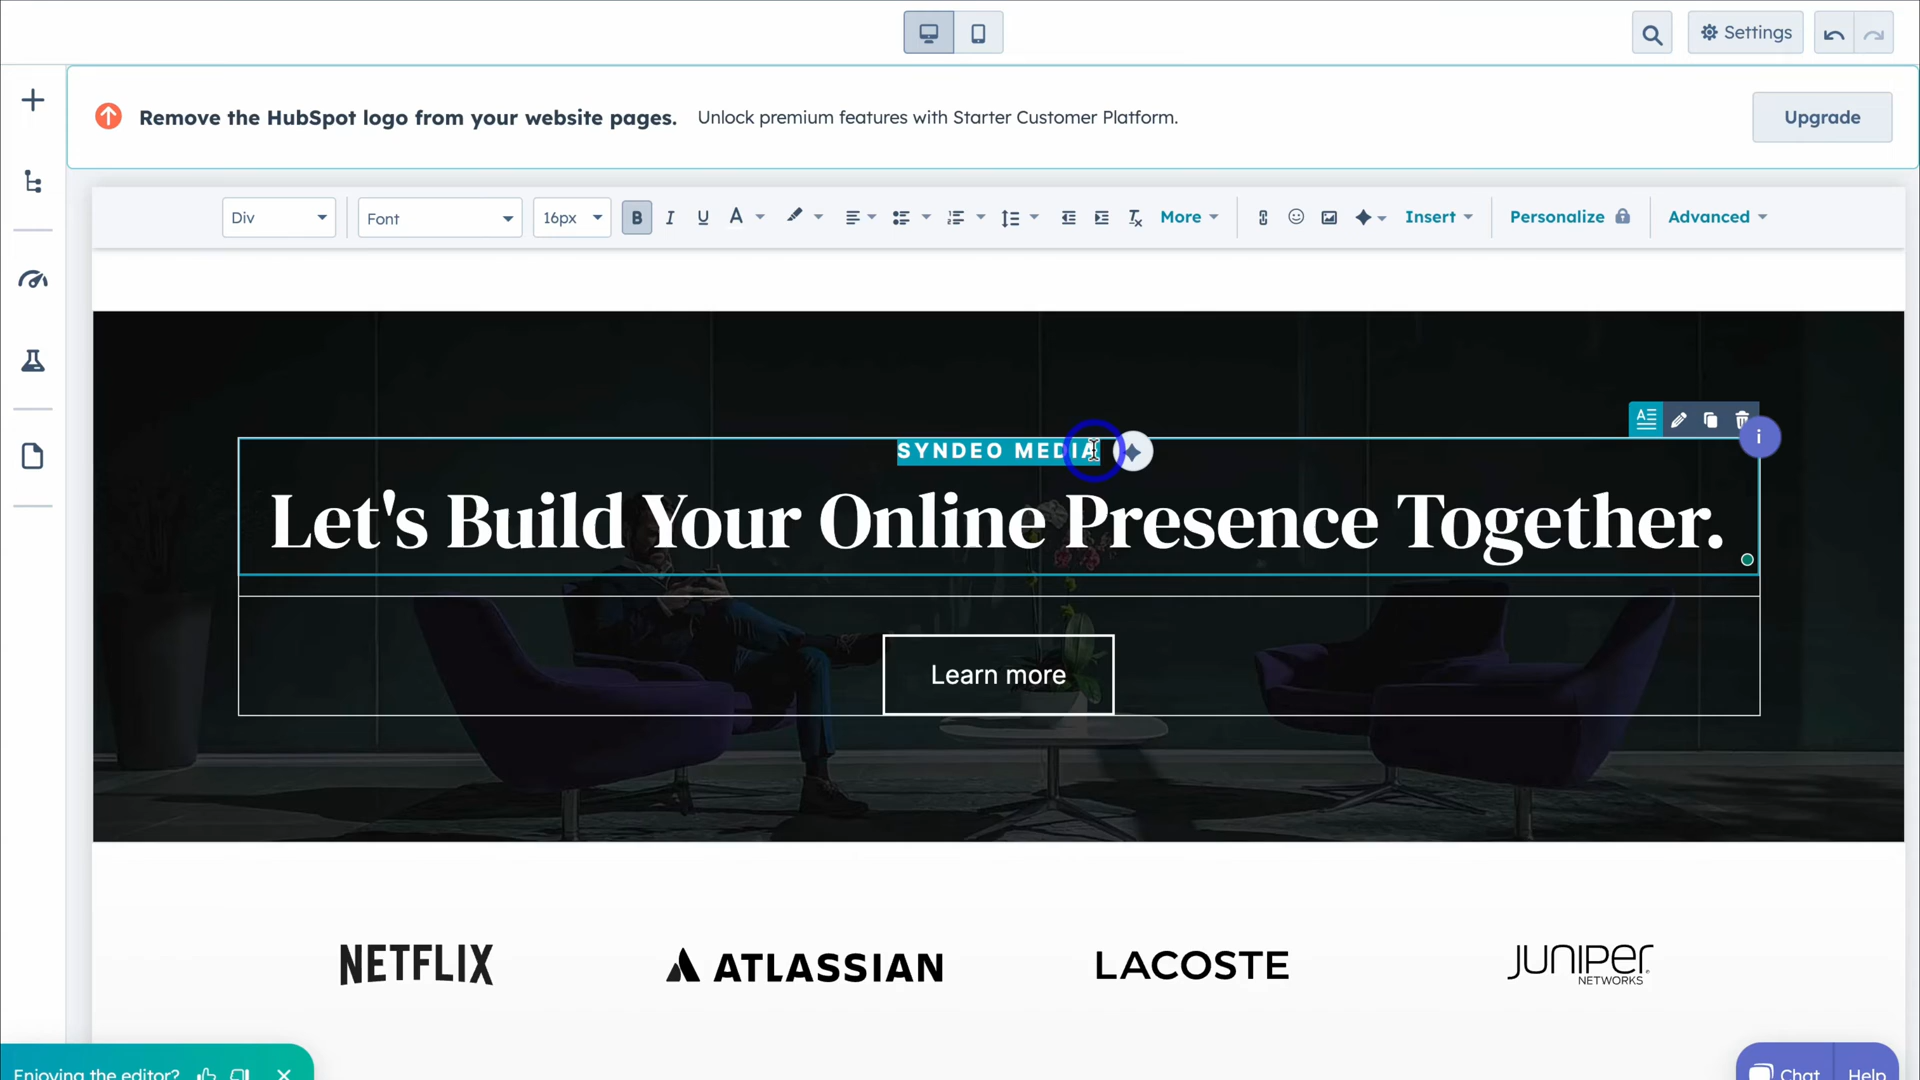 Settings
Remove the HubSpot logo from your website pages. Unlock premium features with Starter Customer Platform. Upgrade
Div Font 16px B I U A More Insert Personalize Advanced
SYNDEO MEDIA
Let's Build Your Online Presence Together.
Learn more
NETFLIX ATLASSIAN LACOSTE JUNIPER NETWORKS
Enjoying the editor? Chat Help